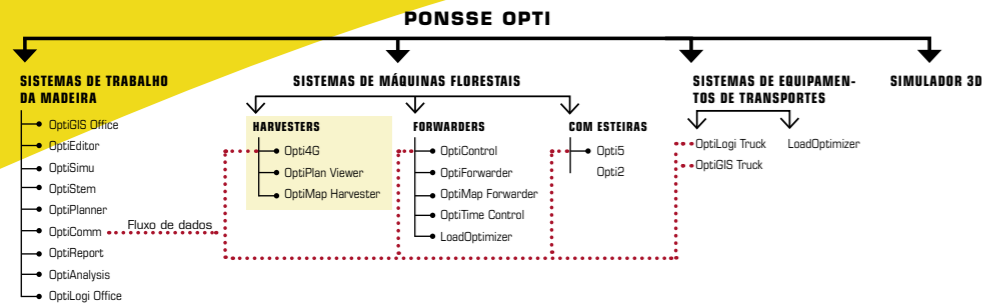 PONSSE OPTI
SISTEMAS DE TRABALHO
DA MADEIRA
OptiGIS Office
OptiEditor
OptiSimu
OptiStem
OptiPlanner
OptiComm
OptiReport
OptiAnalysis
OptiLogi Office
Fluxo de dados
SISTEMAS DE MÁQUINAS FLORESTAIS
HARVESTERS
Opti4G
OptiPlan Viewer
OptiMap Harvester
FORWARDERS
OptiControl
OptiForwarder
OptiMap Forwarder
OptiTime Control
LoadOptimizer
COM ESTEIRAS
Opti5
Opti2
SISTEMAS DE EQUIPAMEN-
TOS DE TRANSPORTES
OptiLogi Truck
OptiGIS Truck
LoadOptimizer
SIMULADOR 3D